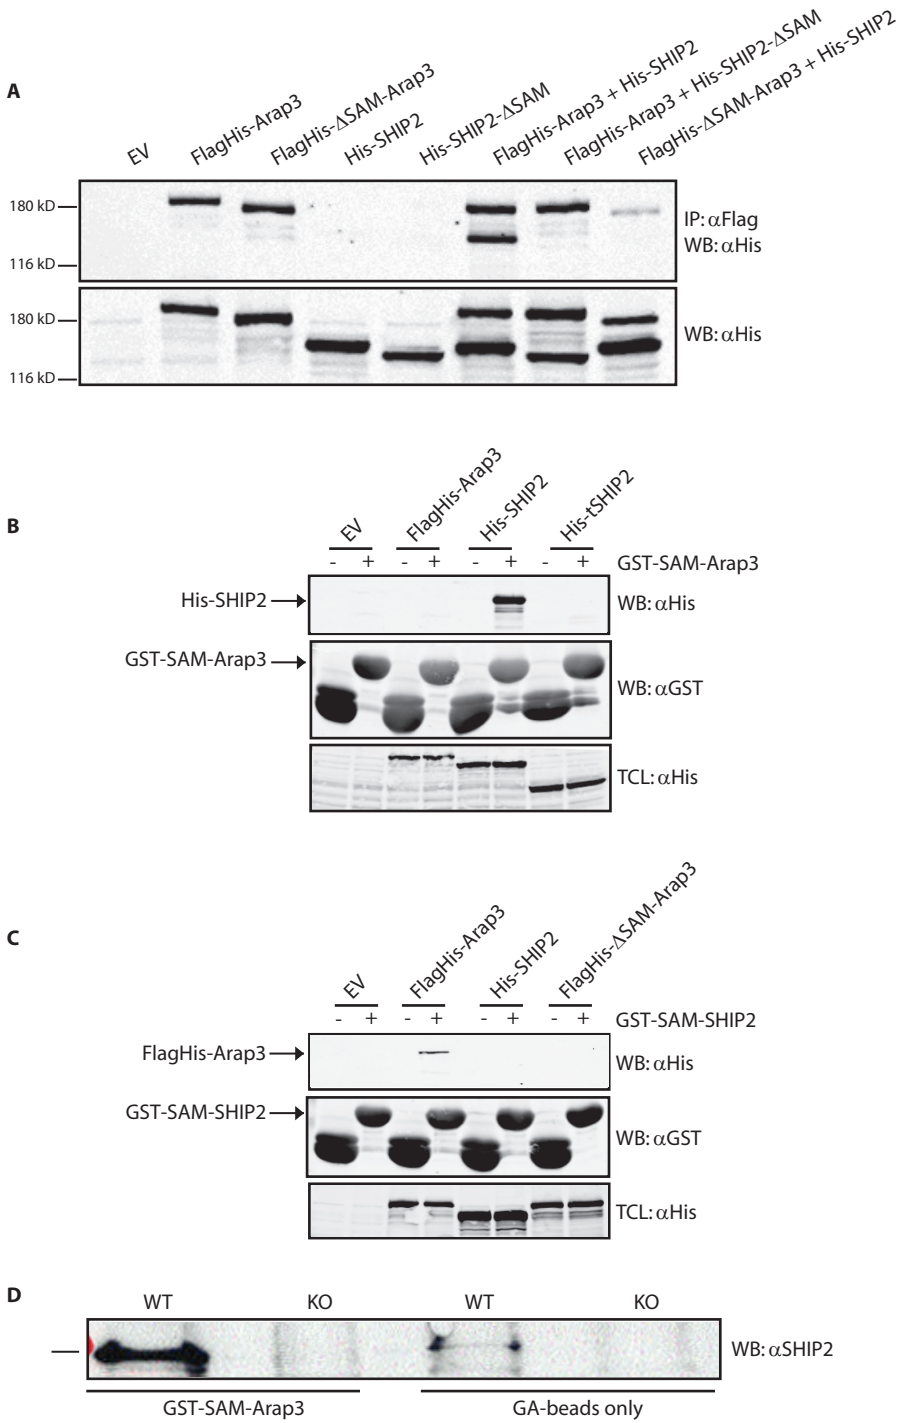 A
EV
FlagHis-Arap3
FlagHis-ΔSAM-Arap3
His-SHIP2
His-SHIP2-ΔSAM
FlagHis-Arap3 + His-SHIP2
FlagHis-Arap3 + His-SHIP2-ΔSAM
FlagHis-ΔSAM-Arap3 + His-SHIP2
180 kD
116 kD
IP: αFlag
WB: αHis
180 kD
116 kD
WB: αHis
B
EV
FlagHis-Arap3
His-SHIP2
His-tSHIP2
- + - + - + - + GST-SAM-Arap3
His-SHIP2
WB: αHis
GST-SAM-Arap3
WB: αGST
TCL: αHis
C
EV
FlagHis-Arap3
His-SHIP2
FlagHis-ΔSAM-Arap3
- + - + - + - + GST-SAM-SHIP2
FlagHis-Arap3
WB: αHis
GST-SAM-SHIP2
WB: αGST
TCL: αHis
D
WT KO WT KO
WB: αSHIP2
GST-SAM-Arap3 GA-beads only